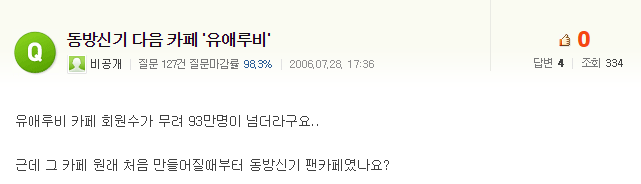 Q
동방신기 다음 카페 '유애루비'
0
비공개 질문 127건 질문마감률 98,3% 2006,07,28, 17:36
답변 4 조회 334
유애루비 카페 회원수가 무려 93만명이 넘더라구요..
근데 그 카페 원래 처음 만들어질때부터 동방신기 팬카페였나요?